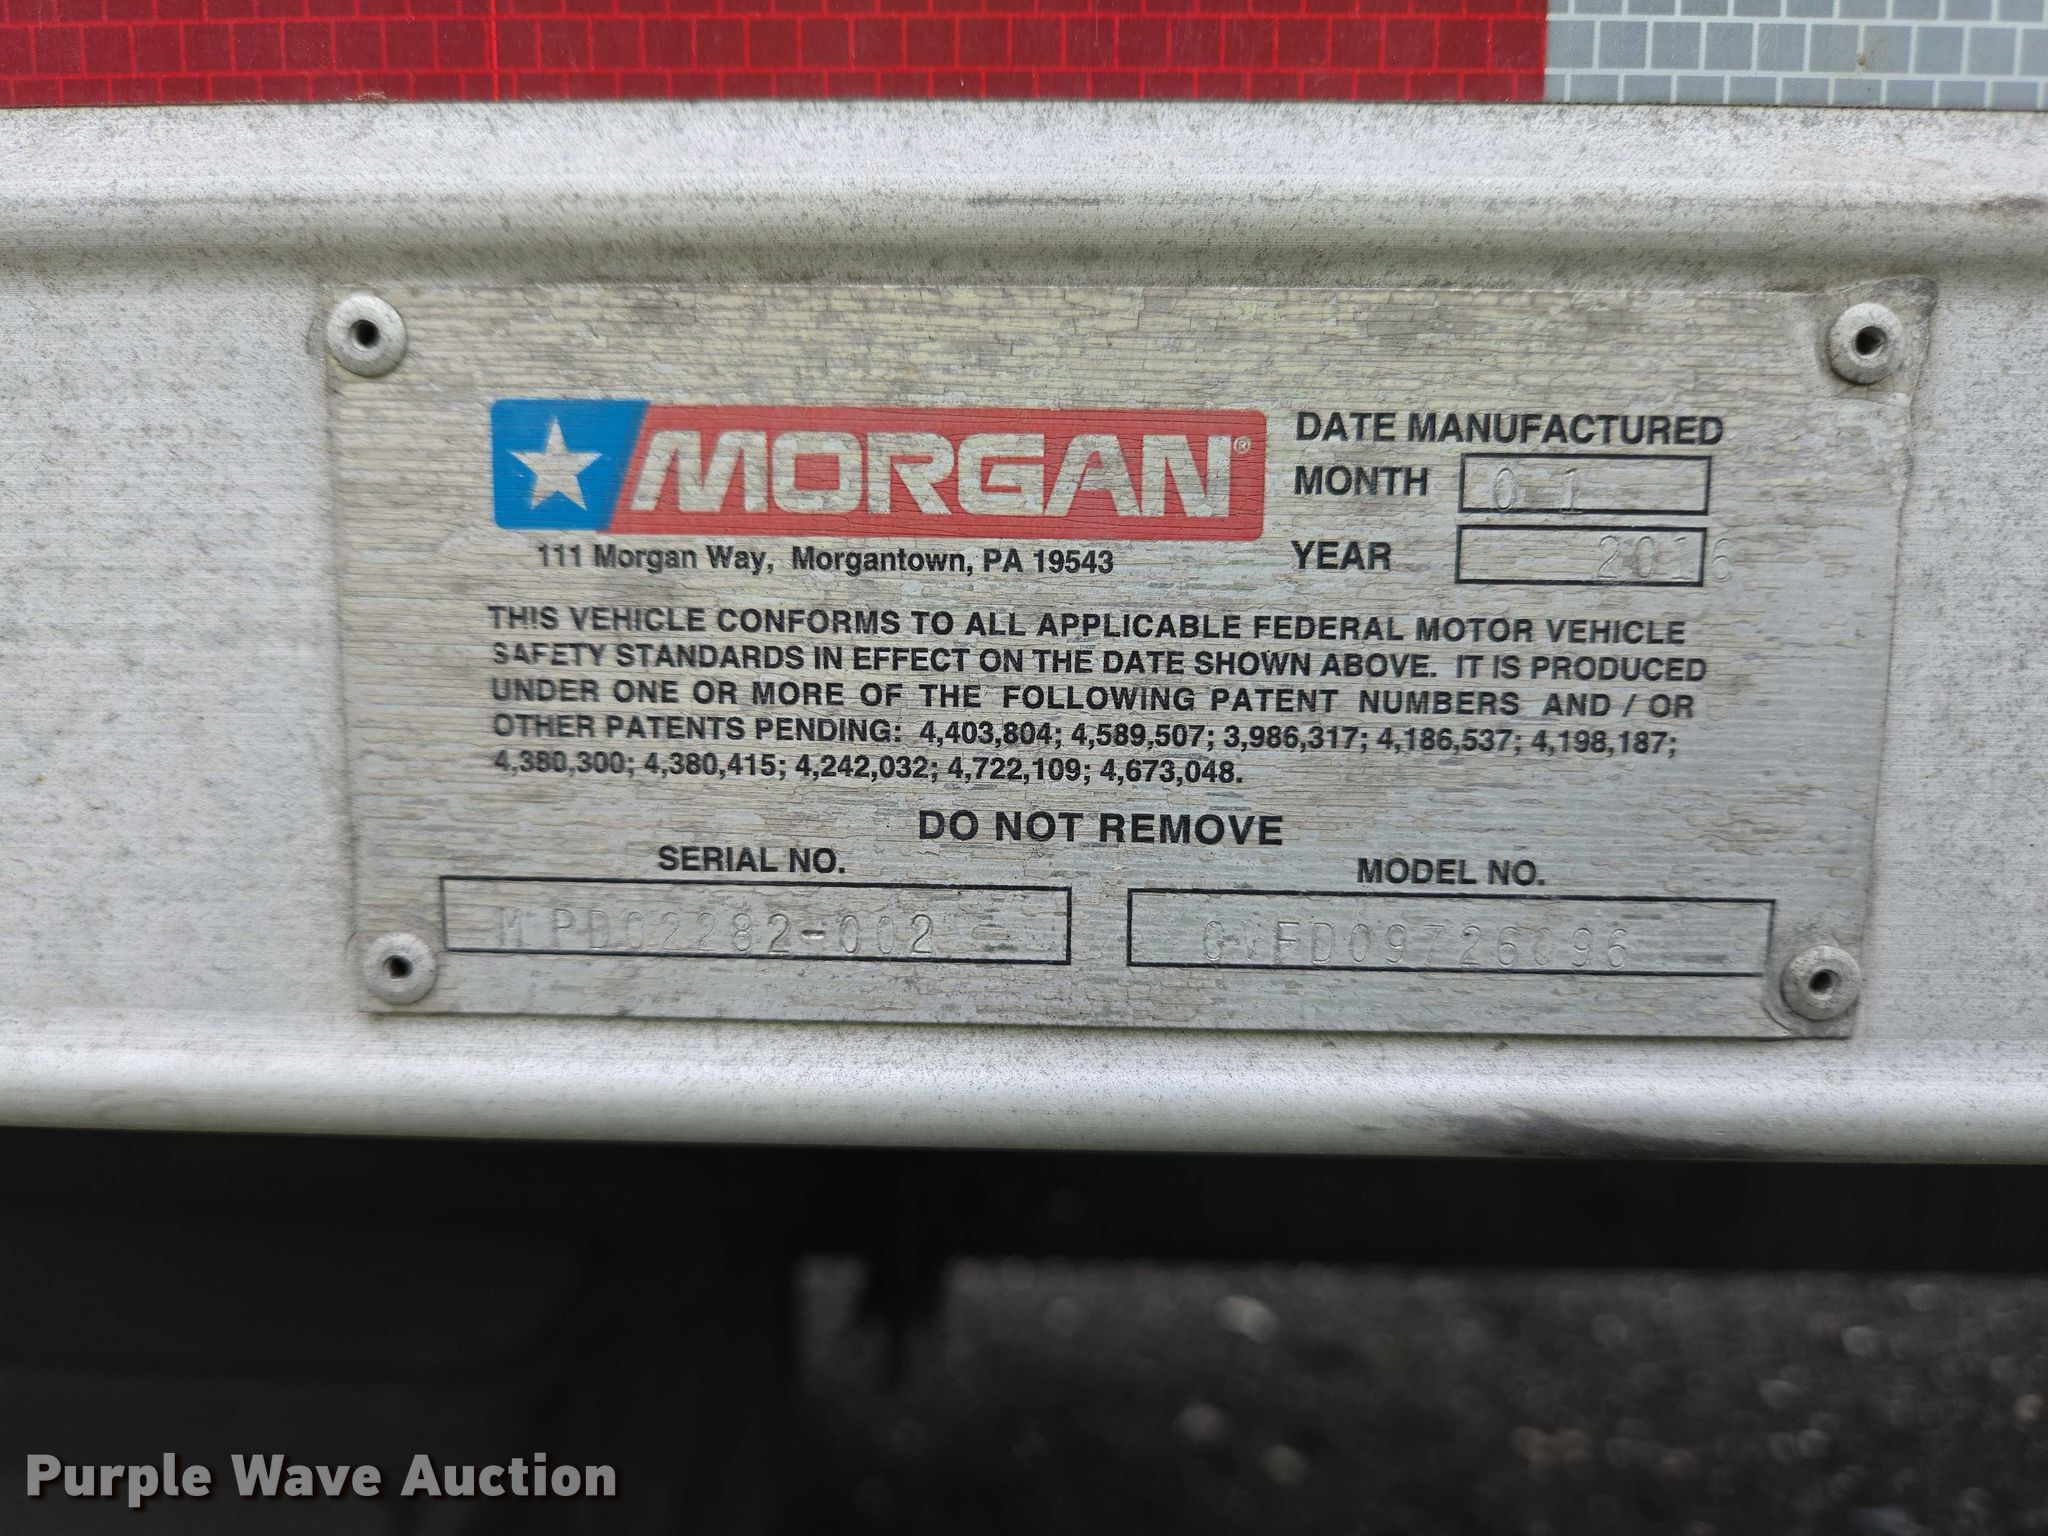 MORGAN®
111 Morgan Way, Morgantown, PA 19543
DATE MANUFACTURED
MONTH 01
YEAR 2016
THIS VEHICLE CONFORMS TO ALL APPLICABLE FEDERAL MOTOR VEHICLE
SAFETY STANDARDS IN EFFECT ON THE DATE SHOWN ABOVE. IT IS PRODUCED
UNDER ONE OR MORE OF THE FOLLOWING PATENT NUMBERS AND / OR
OTHER PATENTS PENDING: 4,403,804; 4,589,507; 3,986,317; 4,186,537; 4,198,187;
4,380,300; 4,380,415; 4,242,032; 4,722,109; 4,673,048.
DO NOT REMOVE
SERIAL NO. MODEL NO.
MPD02282-002 GVFD09726096
Purple Wave Auction